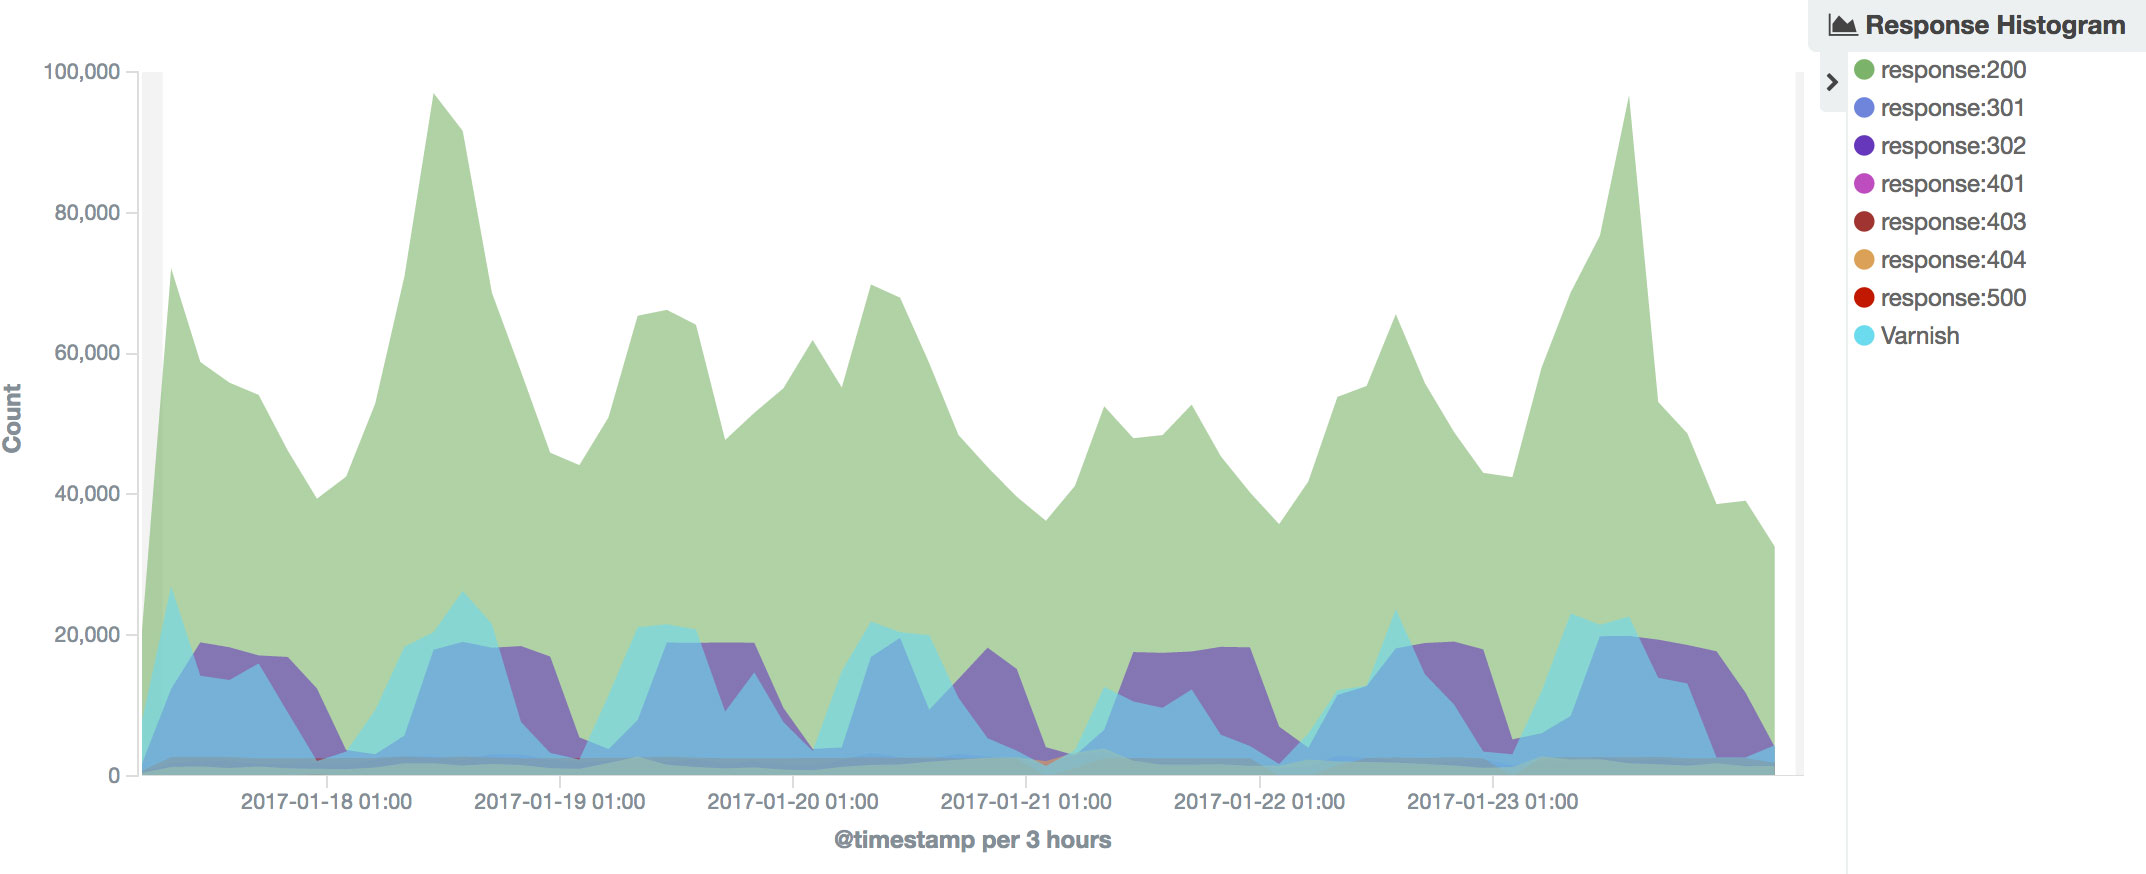 Response Histogram
response:200
response:301
response:302
response:401
response:403
response:404
response:500
Varnish
100,000
80,000
60,000
40,000
20,000
0
Count
2017-01-18 01:00
2017-01-19 01:00
2017-01-20 01:00
2017-01-21 01:00
2017-01-22 01:00
2017-01-23 01:00
@timestamp per 3 hours